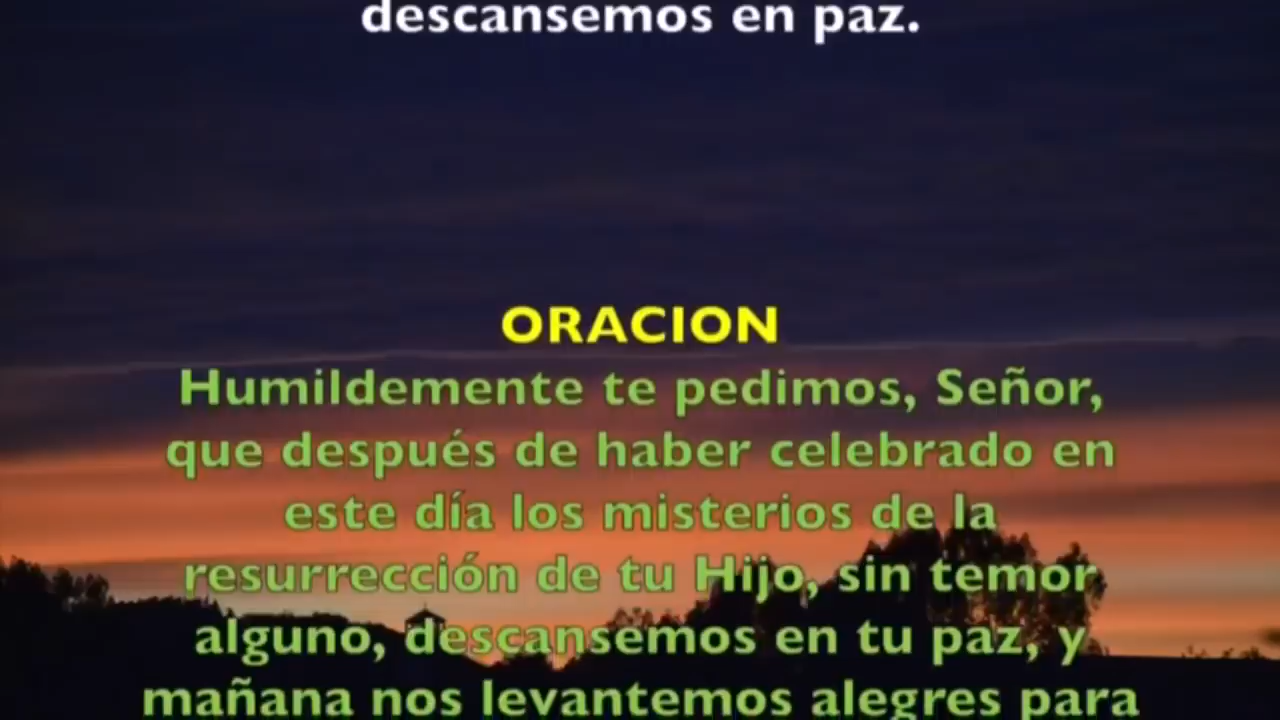 descansemos en paz.
ORACION
Humildemente te pedimos, Señor,
que después de haber celebrado en
este día los misterios de la
resurrección de tu Hijo, sin temor
alguno, descansemos en tu paz, y
mañana nos levantemos alegres para